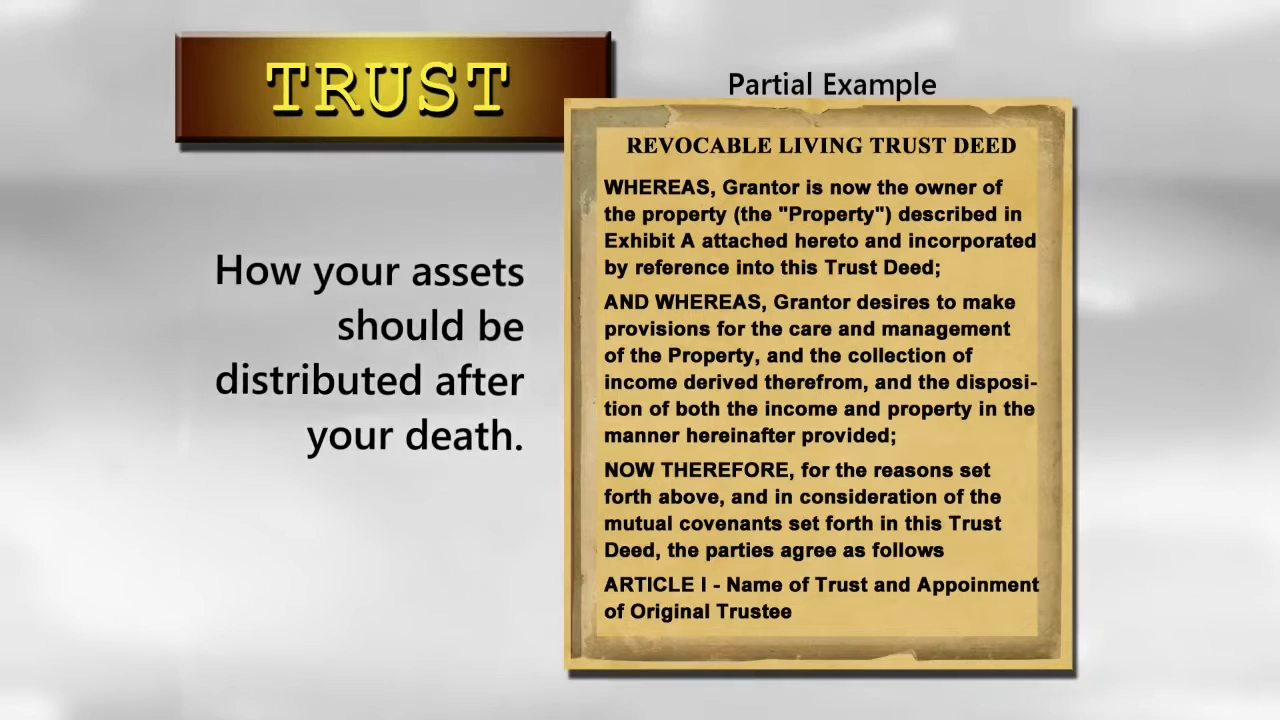 TRUST
How your assets
should be
distributed after
your death.
Partial Example
REVOCABLE LIVING TRUST DEED
WHEREAS, Grantor is now the owner of
the property (the "Property") described in
Exhibit A attached hereto and incorporated
by reference into this Trust Deed;
AND WHEREAS, Grantor desires to make
provisions for the care and management
of the Property, and the collection of
income derived therefrom, and the disposi-
tion of both the income and property in the
manner hereinafter provided;
NOW THEREFORE, for the reasons set
forth above, and in consideration of the
mutual covenants set forth in this Trust
Deed, the parties agree as follows
ARTICLE I - Name of Trust and Appoinment
of Original Trustee